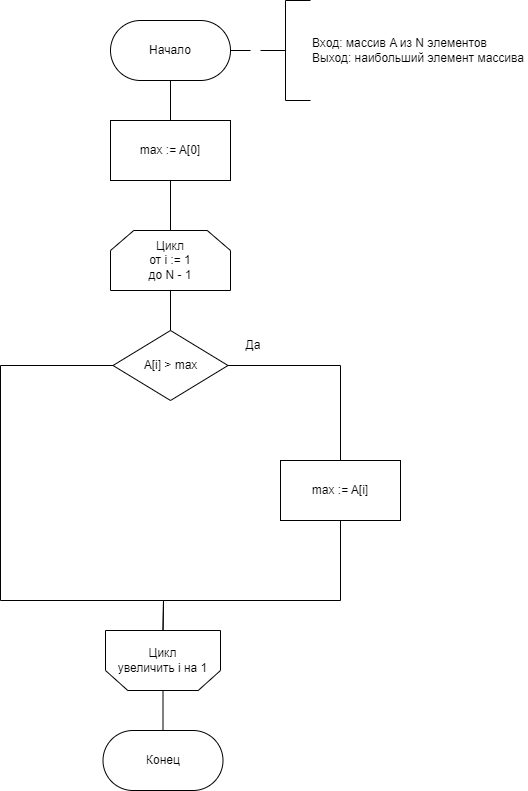 Начало
Вход: массив A из N элементов
Выход: наибольший элемент массива
max := A[0]
Цикл
от i := 1
до N - 1
A[i] > max
Да
max := A[i]
Цикл
увеличить i на 1
Конец